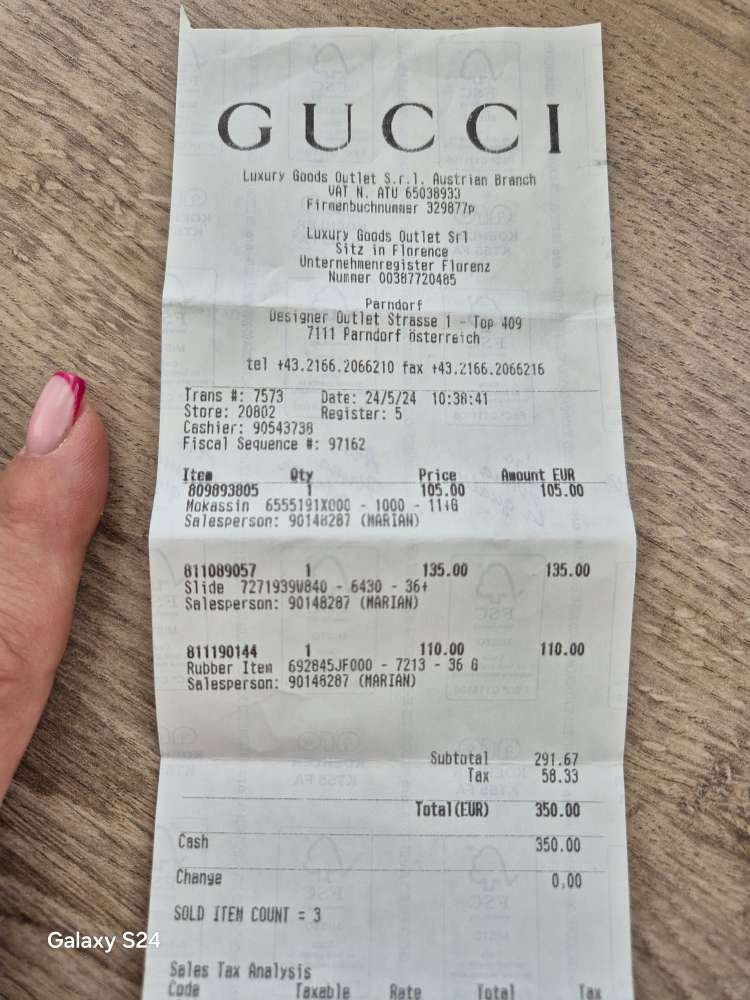 GUCCI
Luxury Goods Outlet S.r.l. Austrian Branch
VAT N. ATU 65038933
Firmenbuchnummer 329877p
Luxury Goods Outlet Srl
Sitz in Florence
Unternehmenregister Florenz
Nummer 00387720485
Parndorf
Designer Outlet Strasse 1 - Top 409
7111 Parndorf österreich
tel +43.2166.2066210 fax +43.2166.2066216
Trans #: 7573 Date: 24/5/24 10:38:41
Store: 20802 Register: 5
Cashier: 90543738
Fiscal Sequence #: 97162
Item Qty Price Amount EUR
809893805 1 105.00 105.00
Mokassin 6555191X000 - 1000 - 11+G
Salesperson: 90148287 (MARIAN)
811089057 1 135.00 135.00
Slide 7271939W840 - 6430 - 36+
Salesperson: 90148287 (MARIAN)
811190144 1 110.00 110.00
Rubber Item 692845JF000 - 7213 - 36 G
Salesperson: 90148287 (MARIAN)
Subtotal 291.67
Tax 58.33
Total(EUR) 350.00
Cash 350.00
Change 0,00
SOLD ITEM COUNT = 3
Sales Tax Analysis
Code Taxable Rate Total Tax
Galaxy S24